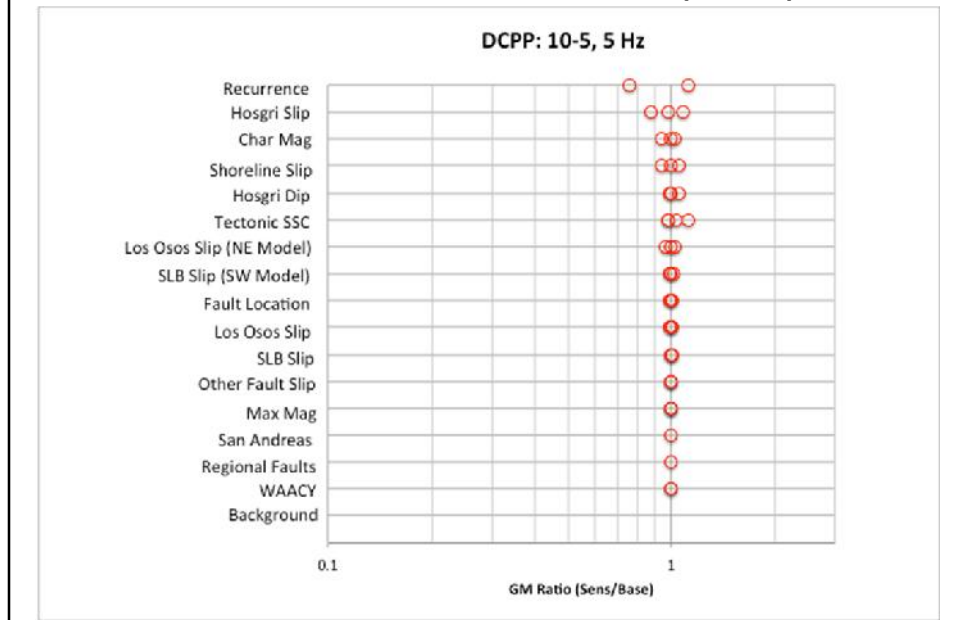 DCPP: 10-5, 5 Hz
Recurrence
Hosgri Slip
Char Mag
Shoreline Slip
Hosgri Dip
Tectonic SSC
Los Osos Slip (NE Model)
SLB Slip (SW Model)
Fault Location
Los Osos Slip
SLB Slip
Other Fault Slip
Max Mag
San Andreas
Regional Faults
WAACY
Background
0.1 1
GM Ratio (Sens/Base)